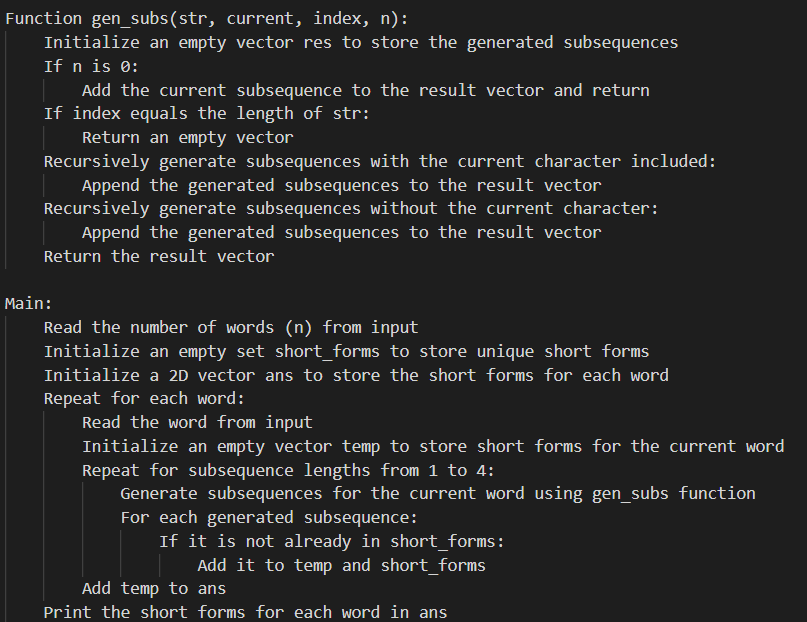 Function gen_subs(str, current, index, n):
Initialize an empty vector res to store the generated subsequences
If n is 0:
Add the current subsequence to the result vector and return
If index equals the length of str:
Return an empty vector
Recursively generate subsequences with the current character included:
Append the generated subsequences to the result vector
Recursively generate subsequences without the current character:
Append the generated subsequences to the result vector
Return the result vector
Main:
Read the number of words (n) from input
Initialize an empty set short_forms to store unique short forms
Initialize a 2D vector ans to store the short forms for each word
Repeat for each word:
Read the word from input
Initialize an empty vector temp to store short forms for the current word
Repeat for subsequence lengths from 1 to 4:
Generate subsequences for the current word using gen_subs function
For each generated subsequence:
If it is not already in short_forms:
Add it to temp and short_forms
Add temp to ans
Print the short forms for each word in ans